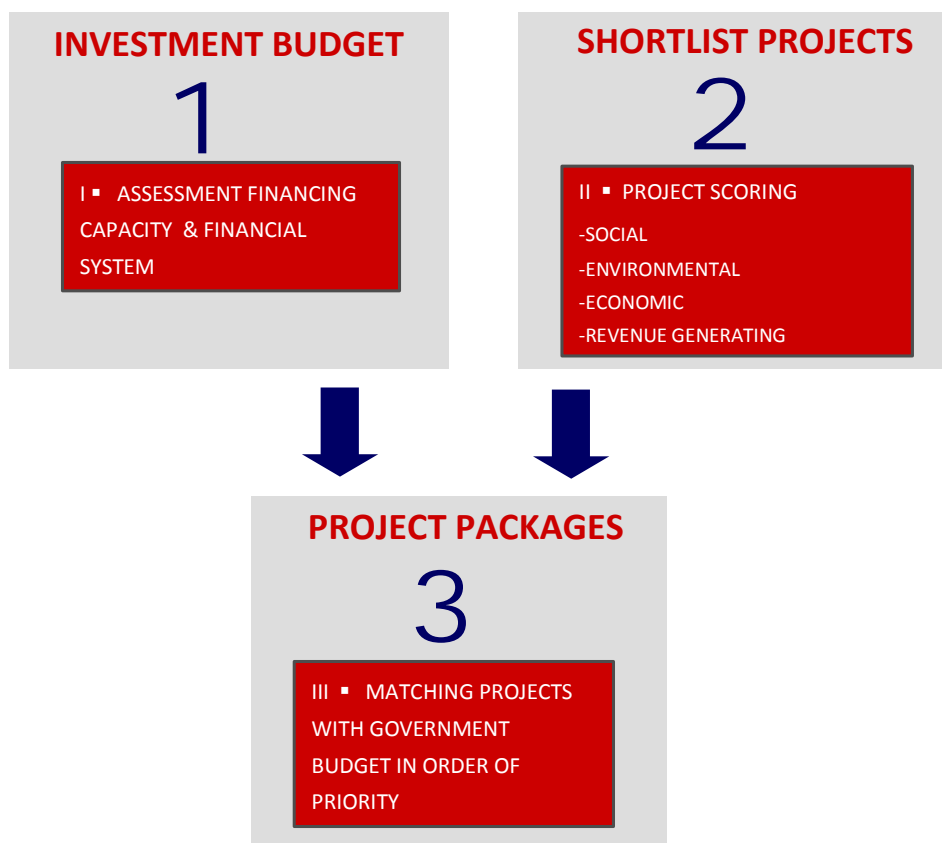 INVESTMENT BUDGET
1
I ▪ ASSESSMENT FINANCING
CAPACITY & FINANCIAL
SYSTEM
SHORTLIST PROJECTS
2
II ▪ PROJECT SCORING
-SOCIAL
-ENVIRONMENTAL
-ECONOMIC
-REVENUE GENERATING
PROJECT PACKAGES
3
III ▪ MATCHING PROJECTS
WITH GOVERNMENT
BUDGET IN ORDER OF
PRIORITY